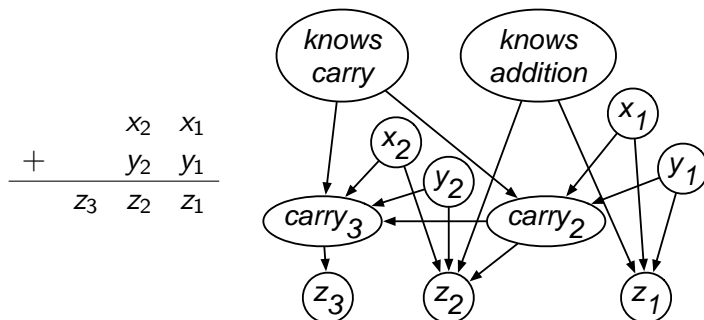 x₂ x₁
+ y₂ y₁
z₃ z₂ z₁
knows
carry
knows
addition
x₂
x₁
y₂
y₁
carry₃
carry₂
z₃
z₂
z₁